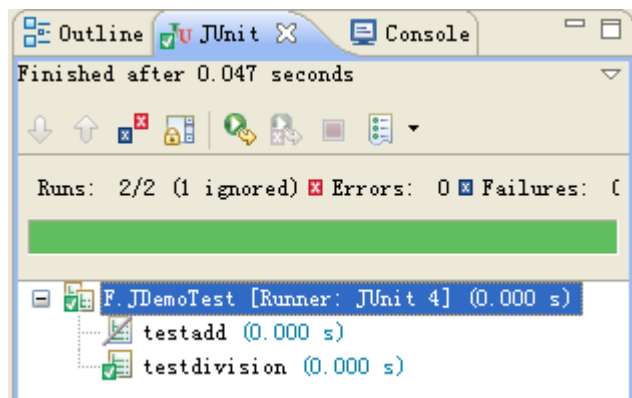 Outline JUnit Console
Finished after 0.047 seconds
Runs: 2/2 (1 ignored) Errors: 0 Failures:
F.JDemoTest [Runner: JUnit 4] (0.000 s)
testadd (0.000 s)
testdivision (0.000 s)